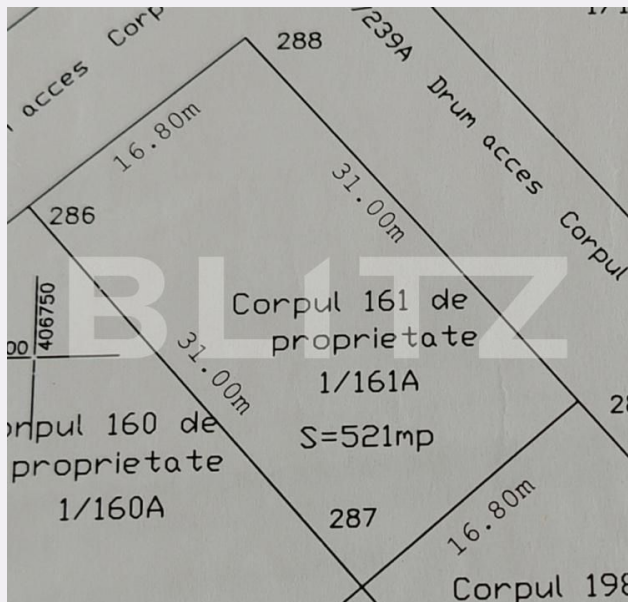 acces Corp
288
/239A Drum acces Corpul
16.80m
31.00m
286
BLITZ
406750
00
31.00m
Corpul 161 de
proprietate
1/161A
S=521mp
orpul 160 de
proprietate
1/160A
287
16.80m
Corpul 198